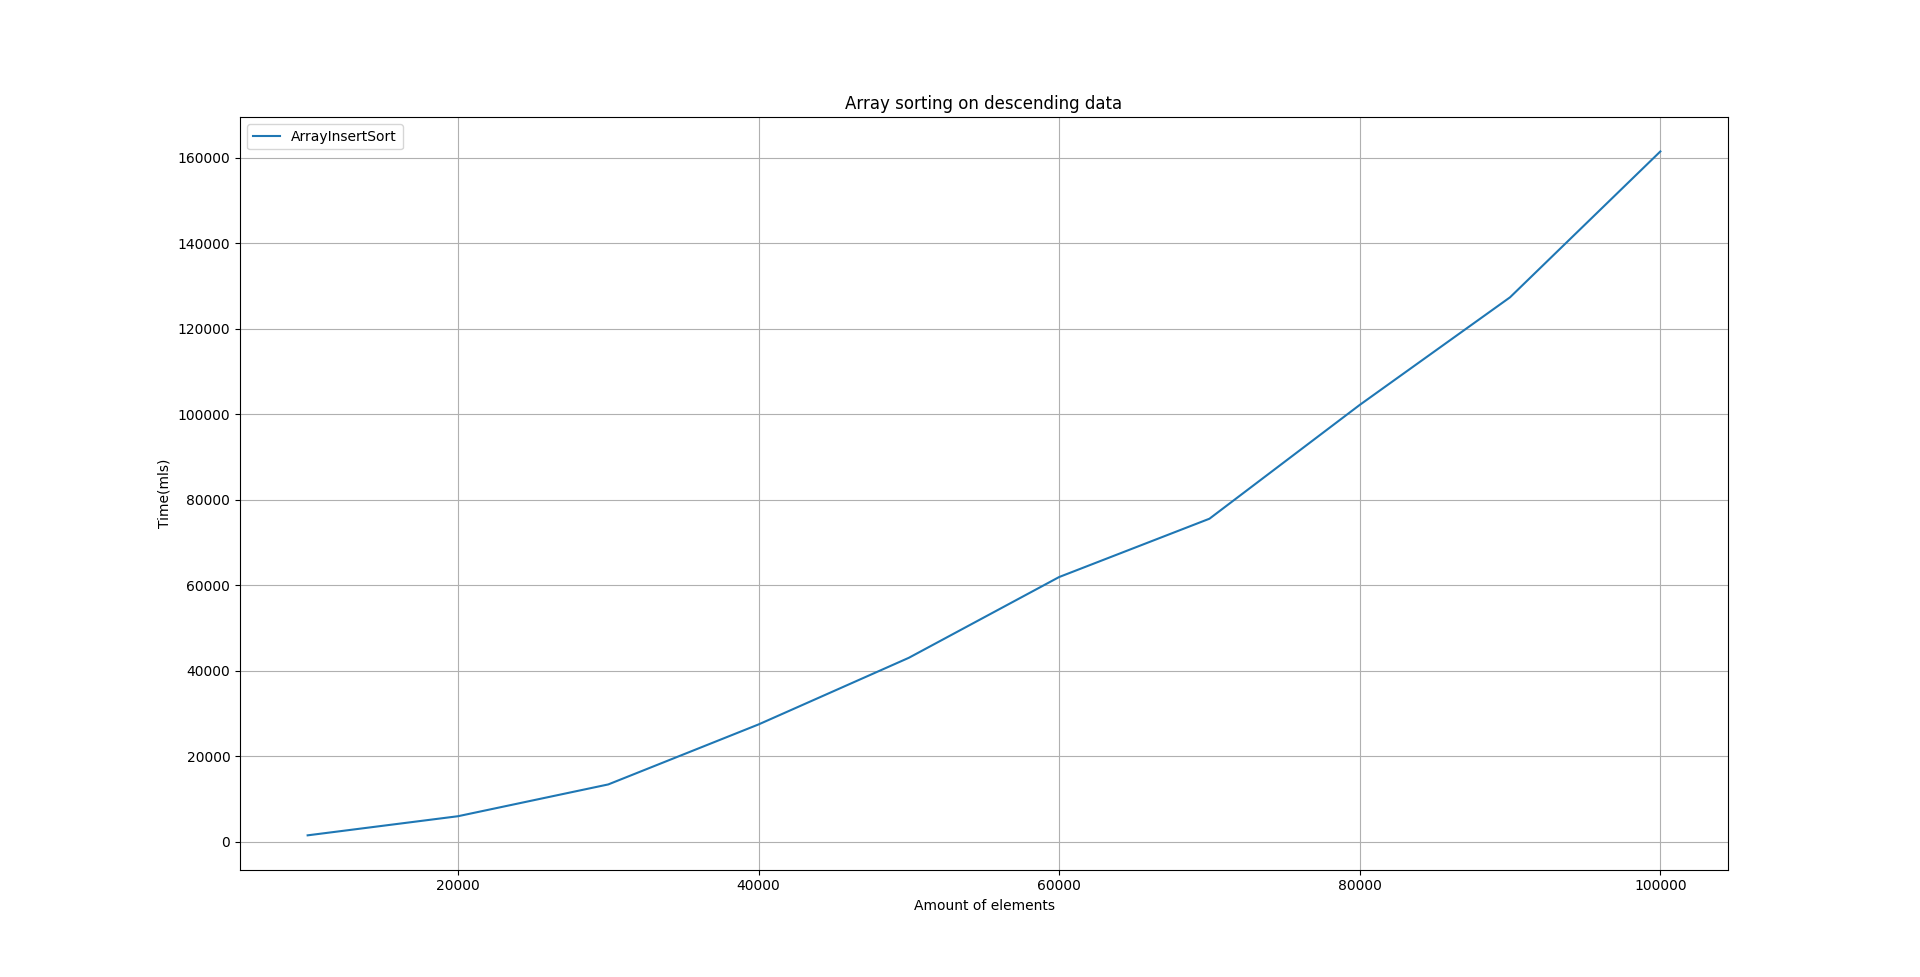 Array sorting on descending data
ArrayInsertSort
160000
140000
120000
100000
80000
60000
40000
20000
0
Time(mls)
20000 40000 60000 80000 100000
Amount of elements